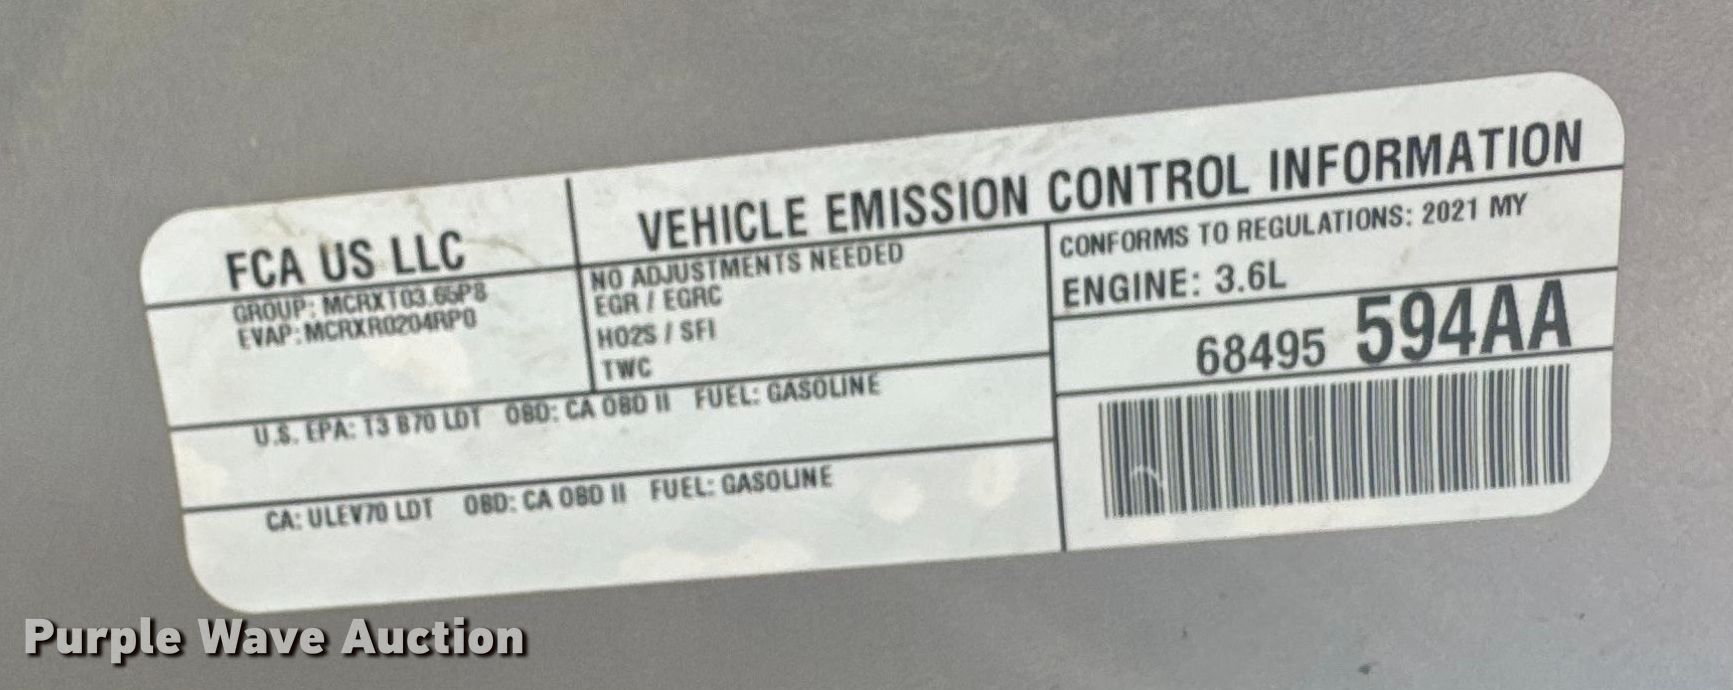 FCA US LLC
GROUP: MCRXT03.65P8
EVAP: MCRXR0204RP0
VEHICLE EMISSION CONTROL INFORMATION
NO ADJUSTMENTS NEEDED
EGR / EGRC
HO2S / SFI
TWC
CONFORMS TO REGULATIONS: 2021 MY
ENGINE: 3.6L
68495 594AA
U.S. EPA: T3 B70 LDT OBD: CA OBD II FUEL: GASOLINE
CA: ULEV70 LDT OBD: CA OBD II FUEL: GASOLINE
Purple Wave Auction